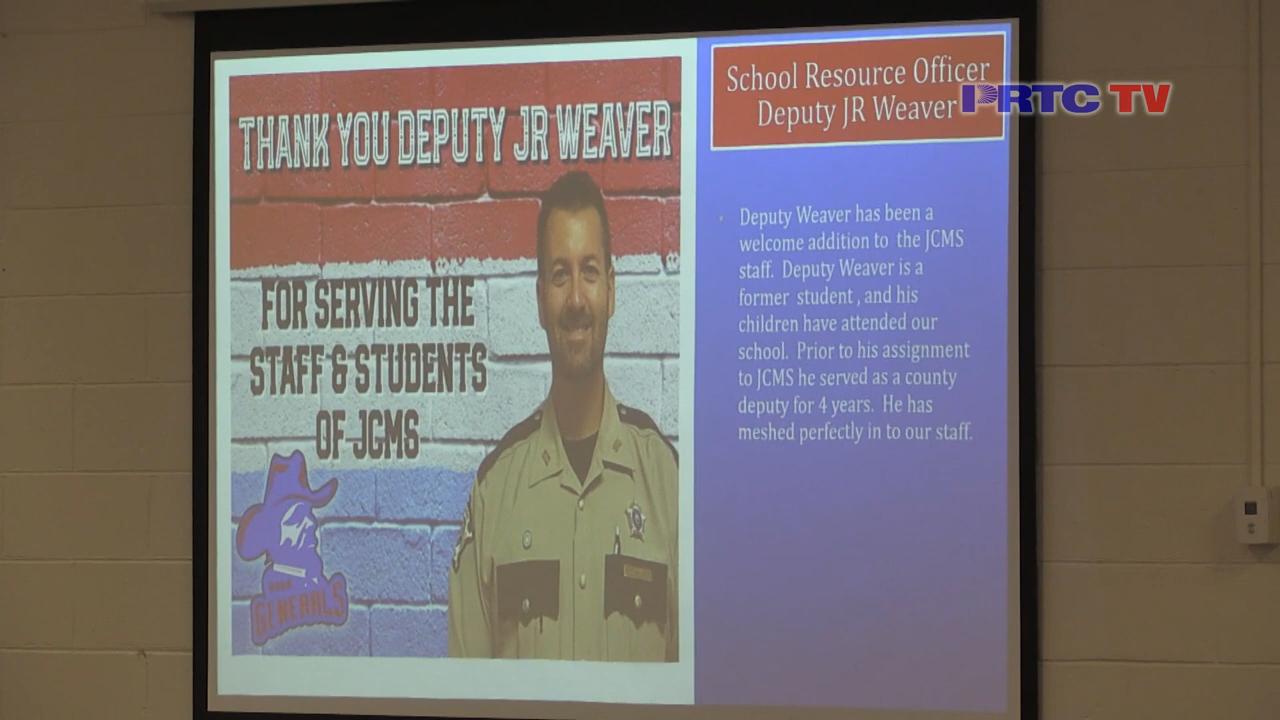 THANK YOU DEPUTY JR WEAVER
FOR SERVING THE
STAFF & STUDENTS
OF JCMS
GENERALS
School Resource Officer
Deputy JR Weaver
PRTC TV
• Deputy Weaver has been a
welcome addition to the JCMS
staff. Deputy Weaver is a
former student , and his
children have attended our
school. Prior to his assignment
to JCMS he served as a county
deputy for 4 years. He has
meshed perfectly in to our staff.